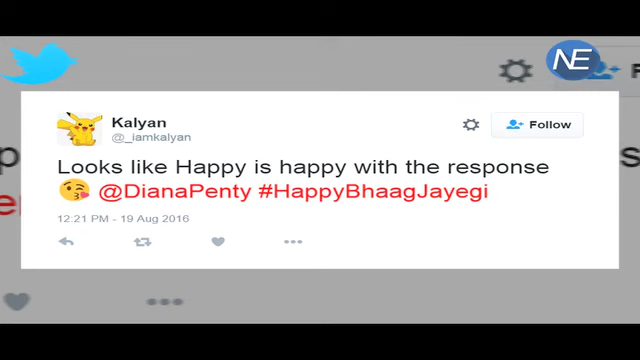 NE
F
Kalyan
@_iamkalyan
Follow
Looks like Happy is happy with the response
😘 @DianaPenty #HappyBhaagJayegi
12:21 PM - 19 Aug 2016